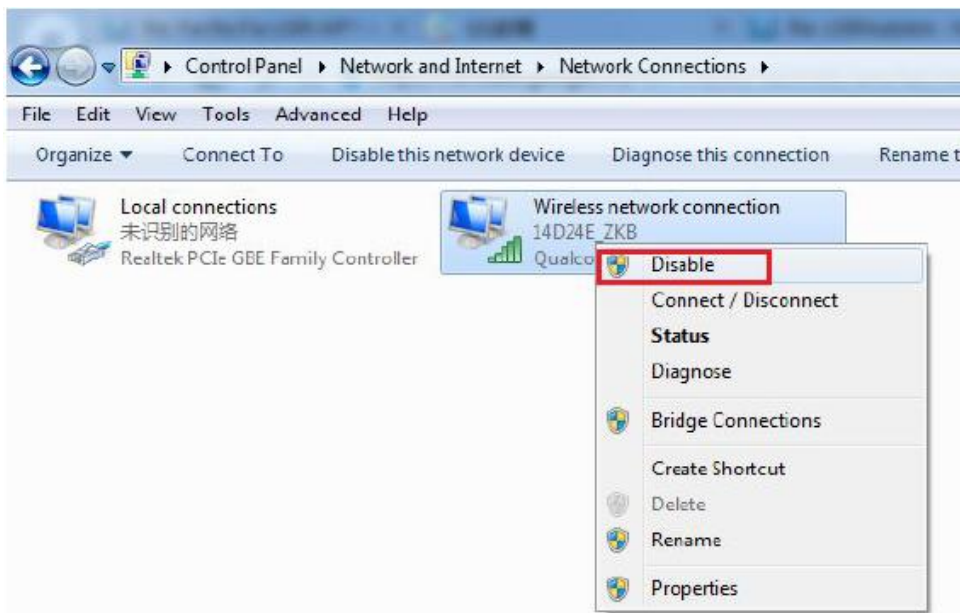 Control Panel Network and Internet Network Connections
File Edit View Tools Advanced Help
Organize Connect To Disable this network device Diagnose this connection Rename t
Local connections
未识别的网络
Realtek PCIe GBE Family Controller
Wireless network connection
14D24E_ZKB
Qualco
Disable
Connect / Disconnect
Status
Diagnose
Bridge Connections
Create Shortcut
Delete
Rename
Properties